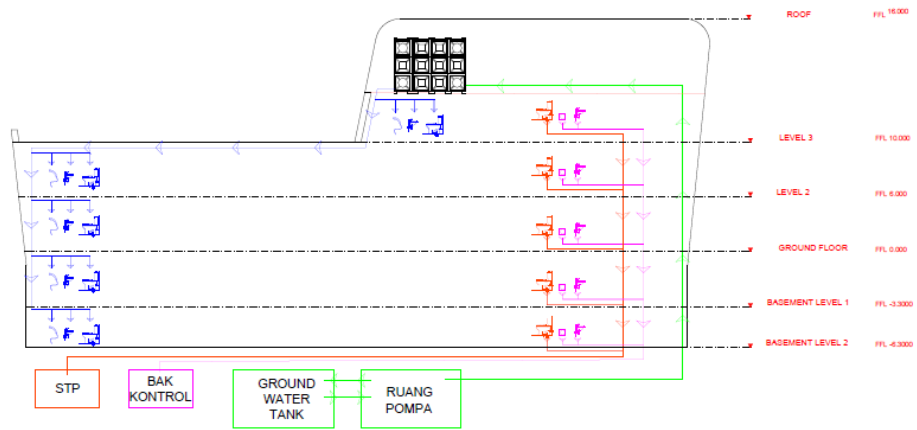 ROOF FFL 16.000
LEVEL 3 FFL 10.000
LEVEL 2 FFL 6.000
GROUND FLOOR FFL 0.000
BASEMENT LEVEL 1 FFL -3.3000
BASEMENT LEVEL 2 FFL -6.3000
STP
BAK
KONTROL
GROUND
WATER
TANK
RUANG
POMPA